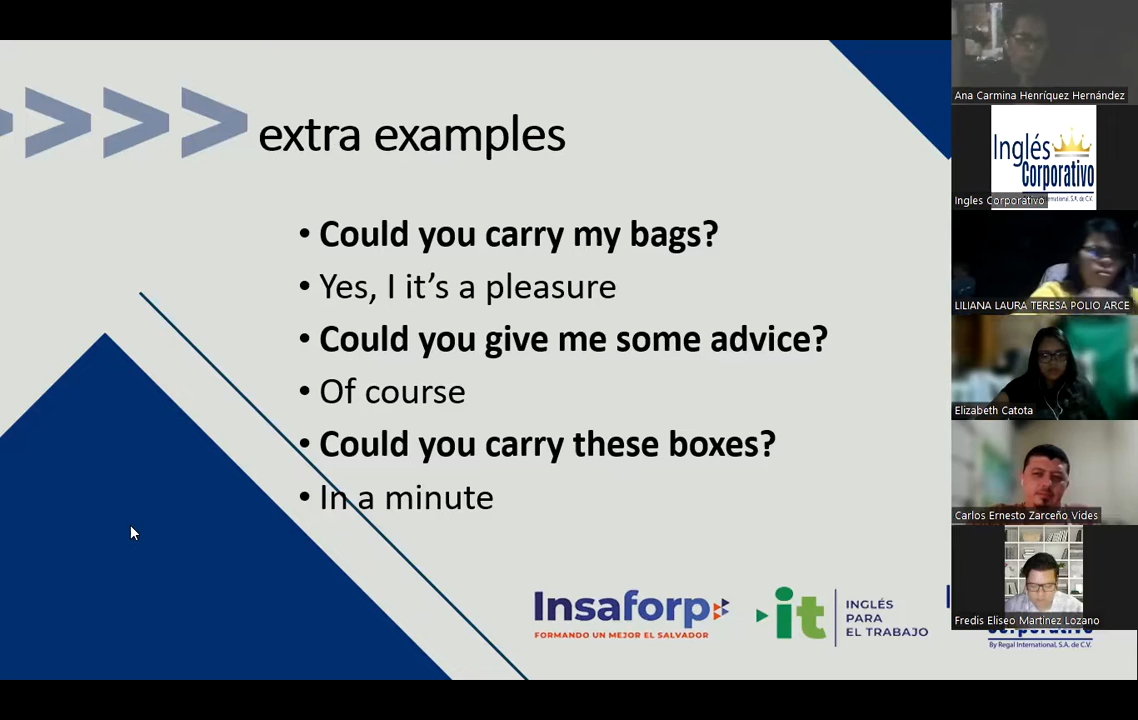 extra examples
• Could you carry my bags?
• Yes, I it’s a pleasure
• Could you give me some advice?
• Of course
• Could you carry these boxes?
• In a minute
Insaforp
FORMANDO UN MEJOR EL SALVADOR
it
INGLÉS
PARA
EL TRABAJO
By Regal International, S.A. de C.V.
Ana Carmina Henríquez Hernández
Inglés
Corporativo
Ingles Corporativo
LILIANA LAURA TERESA POLIO ARCE
Elizabeth Catota
Carlos Ernesto Zarceño Vides
Fredis Eliseo Martinez Lozano